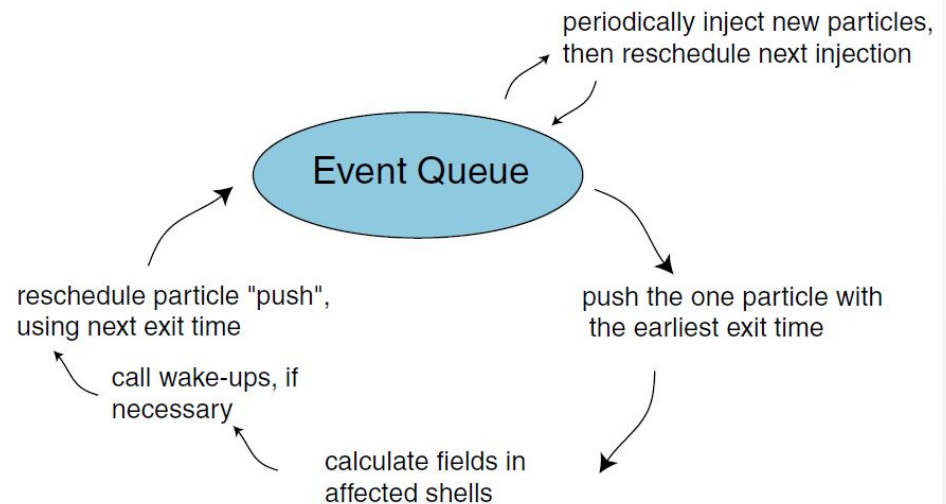 periodically inject new particles,
then reschedule next injection
Event Queue
push the one particle with
the earliest exit time
calculate fields in
affected shells
call wake-ups, if
necessary
reschedule particle "push",
using next exit time